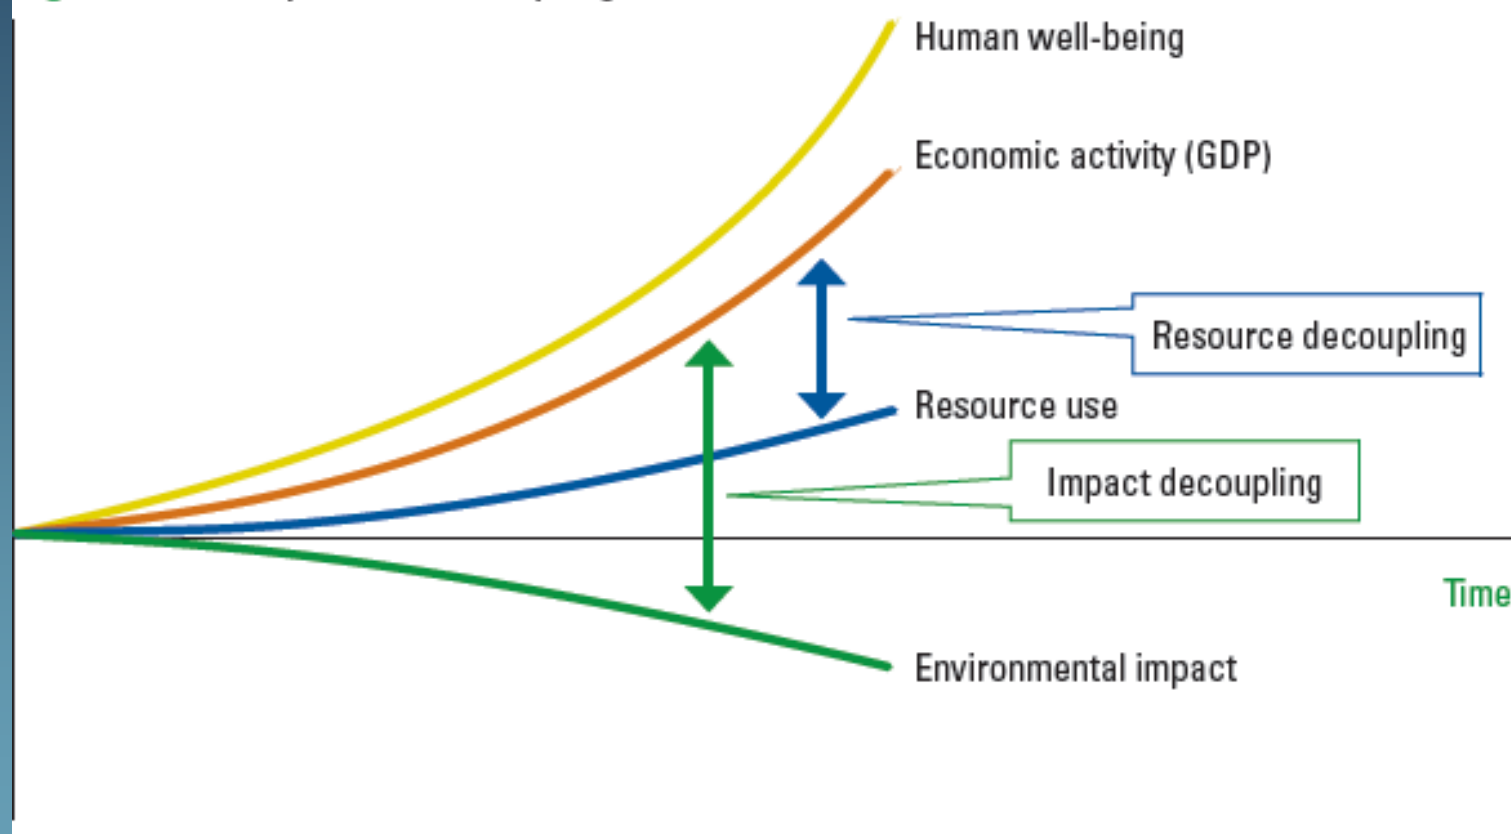 Human well-being
Economic activity (GDP)
Resource decoupling
Resource use
Impact decoupling
Time
Environmental impact